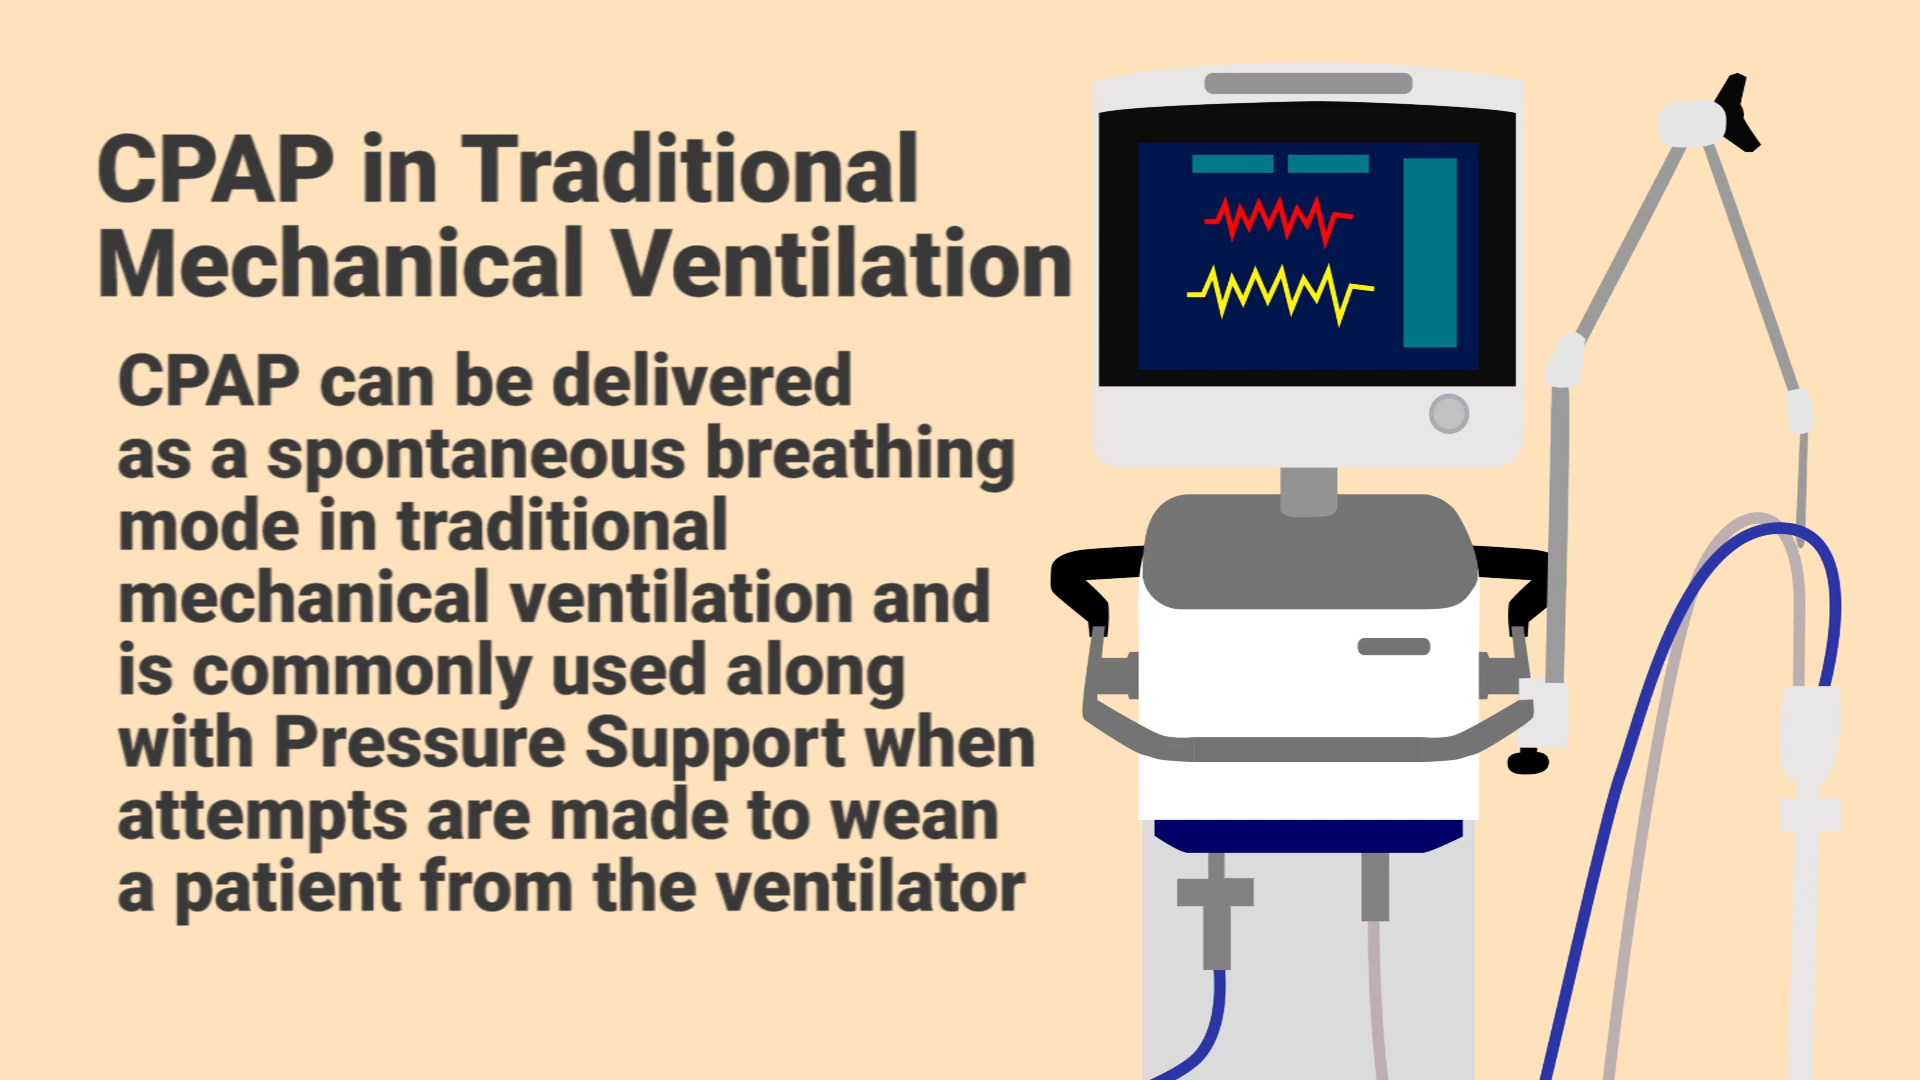 CPAP in Traditional
Mechanical Ventilation
CPAP can be delivered
as a spontaneous breathing
mode in traditional
mechanical ventilation and
is commonly used along
with Pressure Support when
attempts are made to wean
a patient from the ventilator